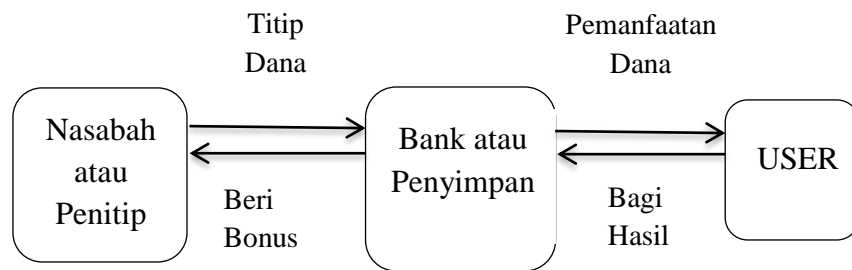 Titip
Dana
Pemanfaatan
Dana
Nasabah
atau
Penitip
Bank atau
Penyimpan
USER
Beri
Bonus
Bagi
Hasil